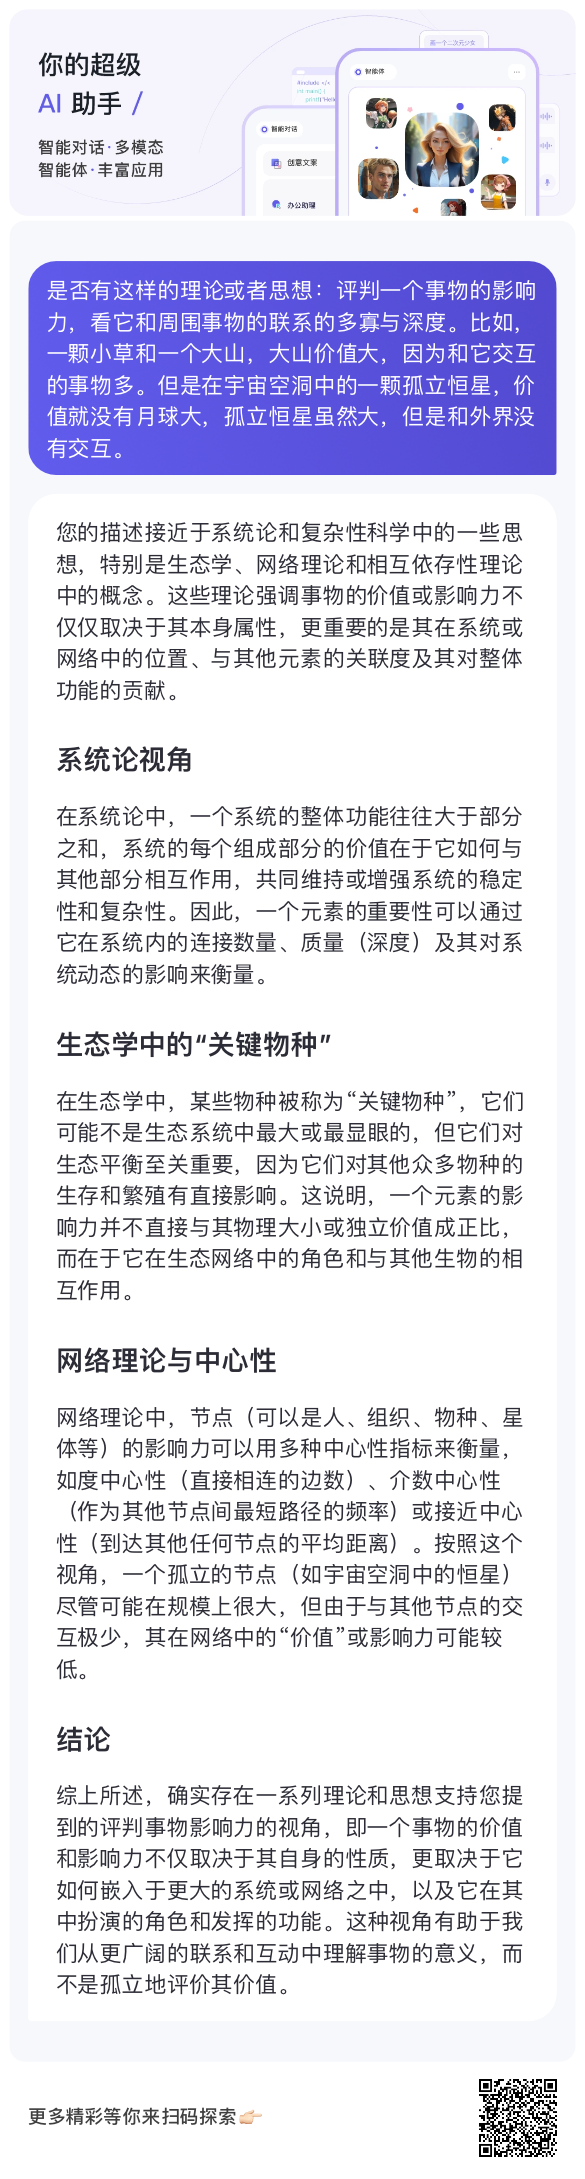 你的超级
AI 助手 /
智能对话·多模态
智能体·丰富应用
画一个二次元少女
智能体
#include </>
智能对话
创意文案
办公助理
是否有这样的理论或者思想：评判一个事物的影响
力，看它和周围事物的联系的多寡与深度。比如，
一颗小草和一个大山，大山价值大，因为和它交互
的事物多。但是在宇宙空洞中的一颗孤立恒星，价
值就没有月球大，孤立恒星虽然大，但是和外界没
有交互。
您的描述接近于系统论和复杂性科学中的一些思
想，特别是生态学、网络理论和相互依存性理论
中的概念。这些理论强调事物的价值或影响力不
仅仅取决于其本身属性，更重要的是其在系统或
网络中的位置、与其他元素的关联度及其对整体
功能的贡献。
系统论视角
在系统论中，一个系统的整体功能往往大于部分
之和，系统的每个组成部分的价值在于它如何与
其他部分相互作用，共同维持或增强系统的稳定
性和复杂性。因此，一个元素的重要性可以通过
它在系统内的连接数量、质量（深度）及其对系
统动态的影响来衡量。
生态学中的“关键物种”
在生态学中，某些物种被称为“关键物种”，它们
可能不是生态系统中最大或最显眼的，但它们对
生态平衡至关重要，因为它们对其他众多物种的
生存和繁殖有直接影响。这说明，一个元素的影
响力并不直接与其物理大小或独立价值成正比，
而在于它在生态网络中的角色和与其他生物的相
互作用。
网络理论与中心性
网络理论中，节点（可以是人、组织、物种、星
体等）的影响力可以用多种中心性指标来衡量，
如度中心性（直接相连的边数）、介数中心性
（作为其他节点间最短路径的频率）或接近中心
性（到达其他任何节点的平均距离）。按照这个
视角，一个孤立的节点（如宇宙空洞中的恒星）
尽管可能在规模上很大，但由于与其他节点的交
互极少，其在网络中的“价值”或影响力可能较
低。
结论
综上所述，确实存在一系列理论和思想支持您提
到的评判事物影响力的视角，即一个事物的价值
和影响力不仅取决于其自身的性质，更取决于它
如何嵌入于更大的系统或网络之中，以及它在其
中扮演的角色和发挥的功能。这种视角有助于我
们从更广阔的联系和互动中理解事物的意义，而
不是孤立地评价其价值。
更多精彩等你来扫码探索👉🏻